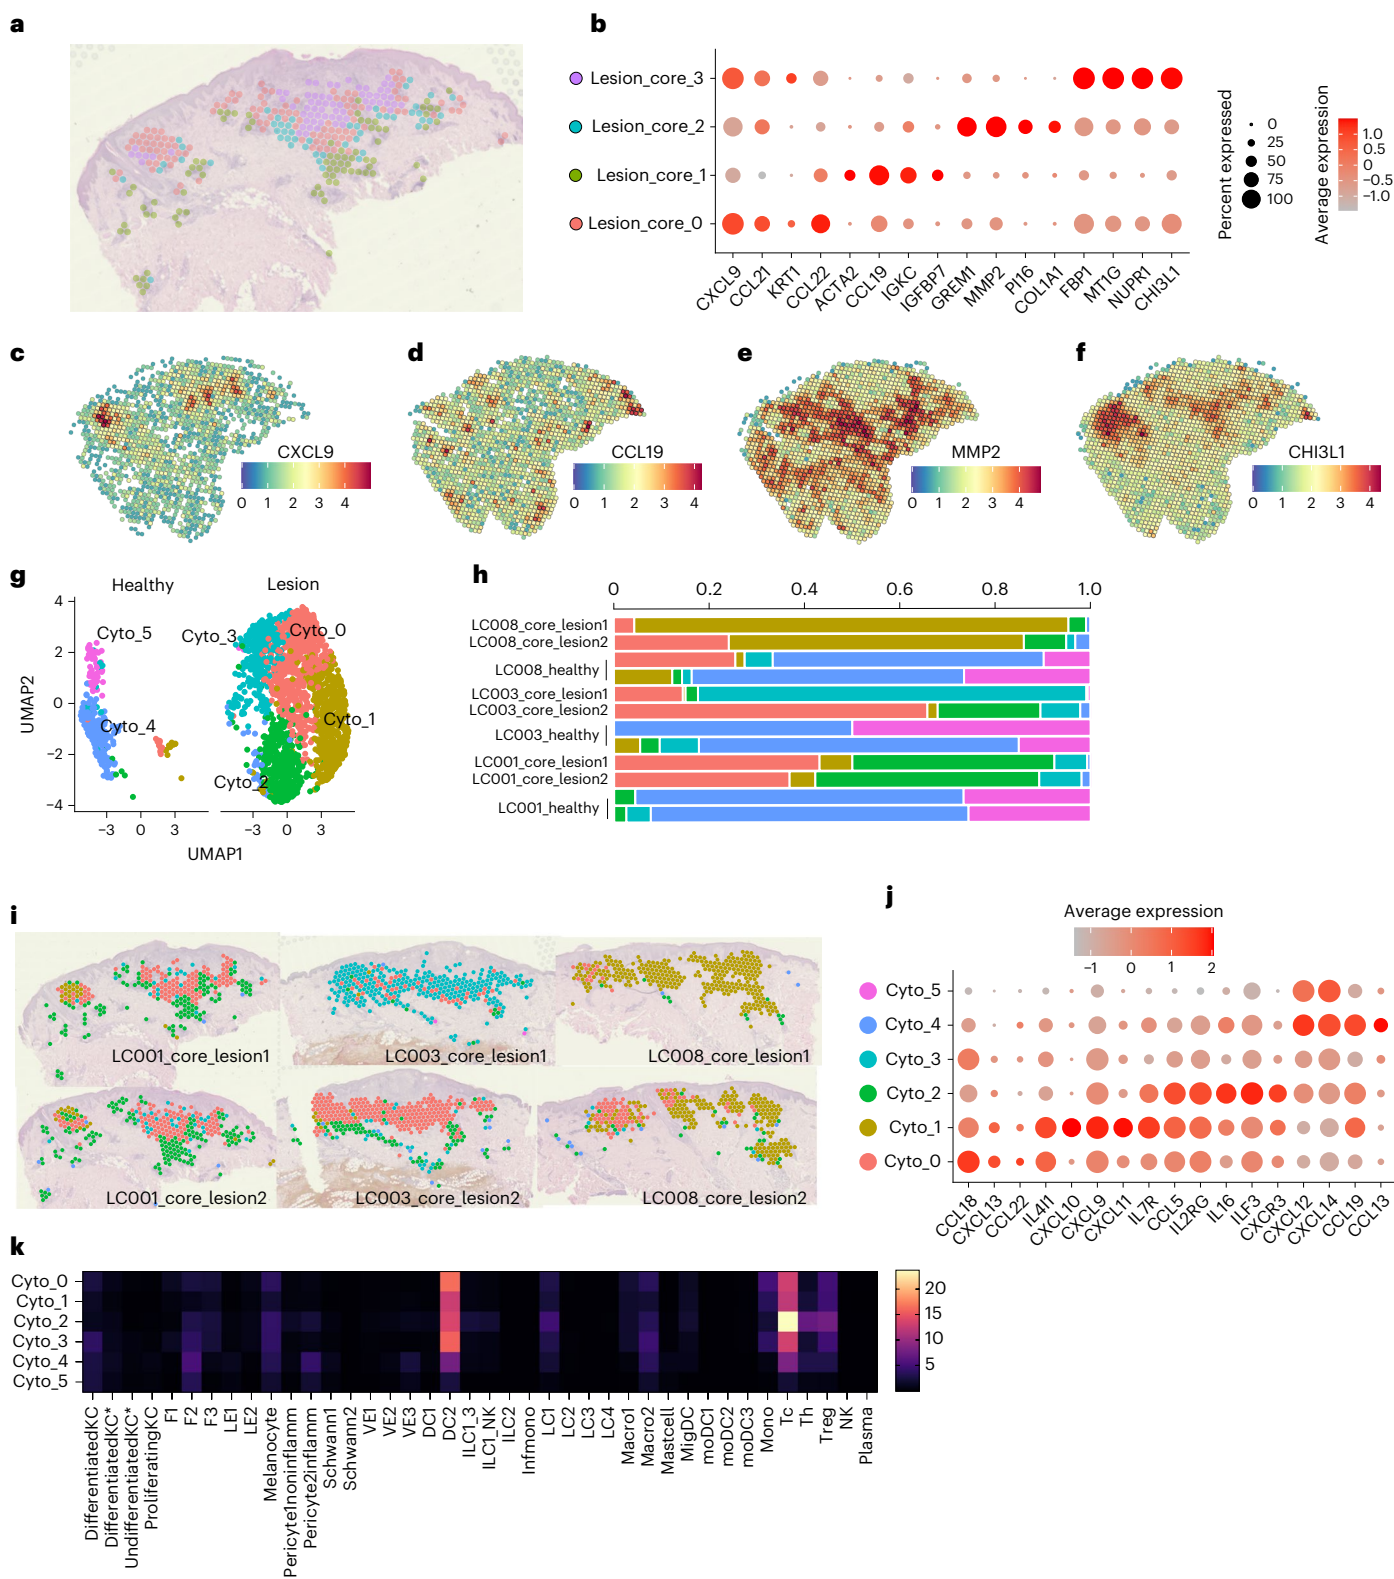 a
b
Lesion_core_3
Lesion_core_2
Lesion_core_1
Lesion_core_0
CXCL9
CCL21
KRT1
CCL22
ACTA2
CCL19
IGKC
IGFBP7
GREM1
MMP2
PI16
COL1A1
FBP1
MT1G
NUPR1
CHI3L1
Percent expressed
0
25
50
75
100
Average expression
1.0
0.5
0
−0.5
−1.0
c
CXCL9
0 1 2 3 4
d
CCL19
0 1 2 3 4
e
MMP2
0 1 2 3 4
f
CHI3L1
0 1 2 3 4
g
Healthy
Lesion
UMAP2
4
2
0
−2
−4
Cyto_5
Cyto_4
Cyto_3
Cyto_0
Cyto_1
Cyto_2
−3 0 3
−3 0 3
UMAP1
h
0 0.2 0.4 0.6 0.8 1.0
LC008_core_lesion1
LC008_core_lesion2
LC008_healthy
LC003_core_lesion1
LC003_core_lesion2
LC003_healthy
LC001_core_lesion1
LC001_core_lesion2
LC001_healthy
i
LC001_core_lesion1
LC003_core_lesion1
LC008_core_lesion1
LC001_core_lesion2
LC003_core_lesion2
LC008_core_lesion2
j
Average expression
−1 0 1 2
Cyto_5
Cyto_4
Cyto_3
Cyto_2
Cyto_1
Cyto_0
CCL18
CXCL13
CCL22
IL4I1
CXCL10
CXCL9
CXCL11
IL7R
CCL5
IL2RG
IL16
ILF3
CXCR3
CXCL12
CXCL14
CCL19
CCL13
k
Cyto_0
Cyto_1
Cyto_2
Cyto_3
Cyto_4
Cyto_5
20
15
10
5
DifferentiatedKC
DifferentiatedKC*
UndifferentiatedKC*
ProliferatingKC
F1
F2
F3
LE1
LE2
Melanocyte
Pericyte1noninflamm
Pericyte2inflamm
Schwann1
Schwann2
VE1
VE2
VE3
DC1
DC2
ILC1_3
ILC1_NK
ILC2
Infmono
LC1
LC2
LC3
LC4
Macro1
Macro2
Mastcell
MigDC
moDC1
moDC2
moDC3
Mono
Tc
Th
Treg
NK
Plasma